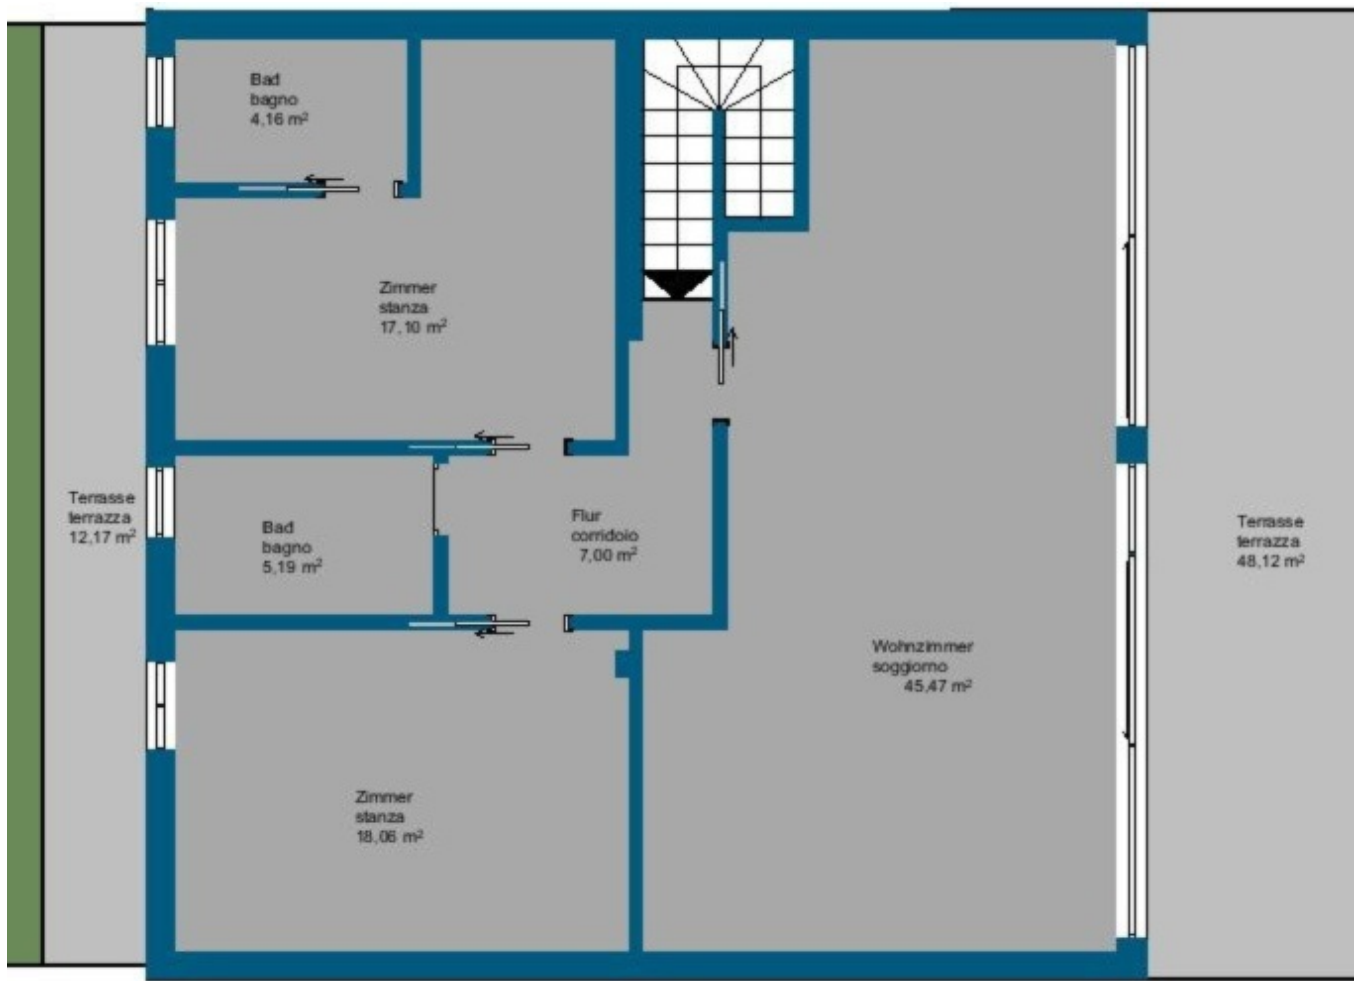 Bad
bagno
4,16 m²
Zimmer
stanza
17,10 m²
Terrasse
terrazza
12,17 m²
Bad
bagno
5,19 m²
Flur
corridoio
7,00 m²
Terrasse
terrazza
48,12 m²
Wohnzimmer
soggiorno
45,47 m²
Zimmer
stanza
18,06 m²